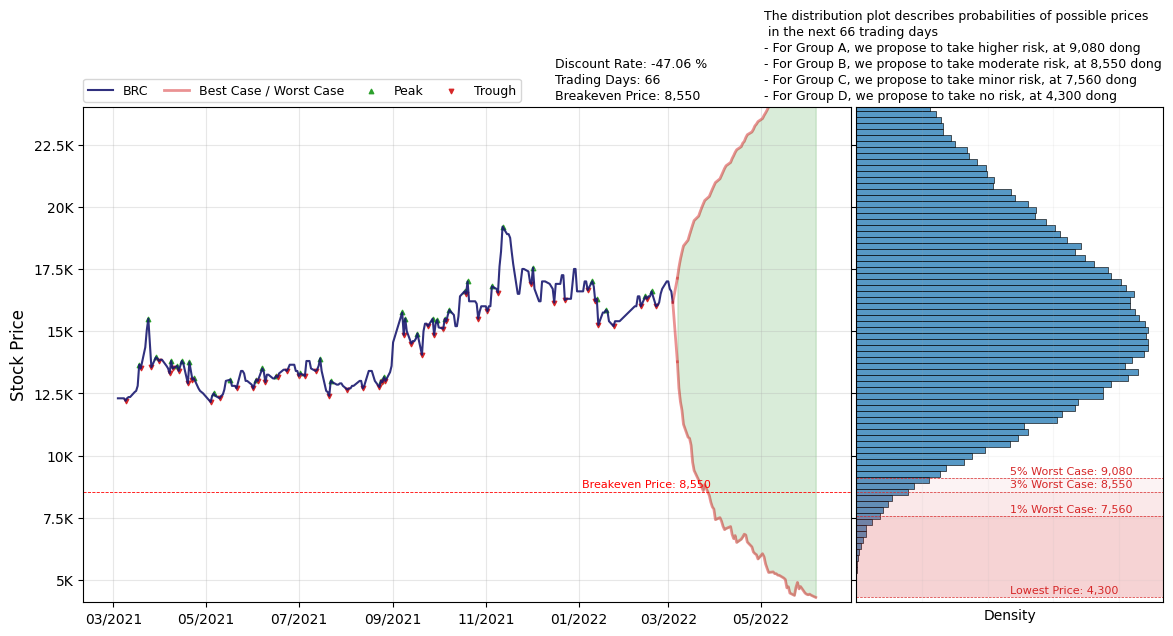 The distribution plot describes probabilities of possible prices
in the next 66 trading days
- For Group A, we propose to take higher risk, at 9,080 dong
- For Group B, we propose to take moderate risk, at 8,550 dong
- For Group C, we propose to take minor risk, at 7,560 dong
- For Group D, we propose to take no risk, at 4,300 dong
Discount Rate: -47.06 %
Trading Days: 66
Breakeven Price: 8,550
BRC
Best Case / Worst Case
Peak
Trough
Stock Price
22.5K
20K
17.5K
15K
12.5K
10K
7.5K
5K
Breakeven Price: 8,550
03/2021
05/2021
07/2021
09/2021
11/2021
01/2022
03/2022
05/2022
5% Worst Case: 9,080
3% Worst Case: 8,550
1% Worst Case: 7,560
Lowest Price: 4,300
Density